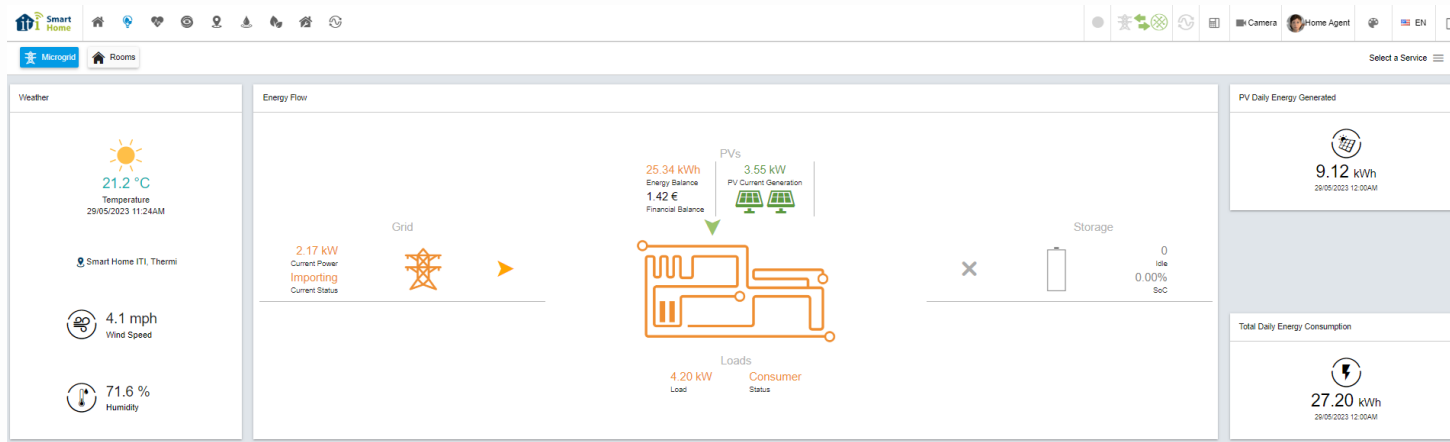 iti Smart Home
Camera
Home Agent
EN
Microgrid
Rooms
Select a Service
Weather
21.2 °C
Temperature
29/05/2023 11:24AM
Smart Home ITI, Thermi
4.1 mph
Wind Speed
71.6 %
Humidity
Energy Flow
PVs
25.34 kWh
Energy Balance
1.42 €
Financial Balance
3.55 kW
PV Current Generation
Grid
2.17 kW
Current Power
Importing
Current Status
Storage
0
Idle
0.00%
SoC
Loads
4.20 kW
Load
Consumer
Status
PV Daily Energy Generated
9.12 kWh
29/05/2023 12:00AM
Total Daily Energy Consumption
27.20 kWh
29/05/2023 12:00AM